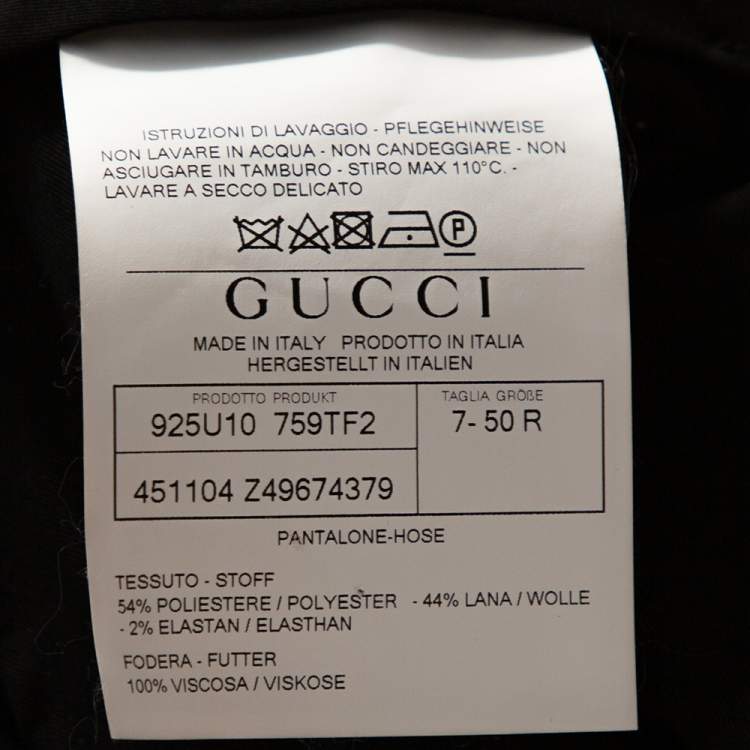 ISTRUZIONI DI LAVAGGIO - PFLEGEHINWEISE
NON LAVARE IN ACQUA - NON CANDEGGIARE - NON
ASCIUGARE IN TAMBURO - STIRO MAX 110°C. -
LAVARE A SECCO DELICATO
P
GUCCI
MADE IN ITALY PRODOTTO IN ITALIA
HERGESTELLT IN ITALIEN
PRODOTTO PRODUKT
925U10 759TF2
451104 Z49674379
TAGLIA GRÖßE
7- 50 R
PANTALONE-HOSE
TESSUTO - STOFF
54% POLIESTERE / POLYESTER - 44% LANA / WOLLE
- 2% ELASTAN / ELASTHAN
FODERA - FUTTER
100% VISCOSA / VISKOSE